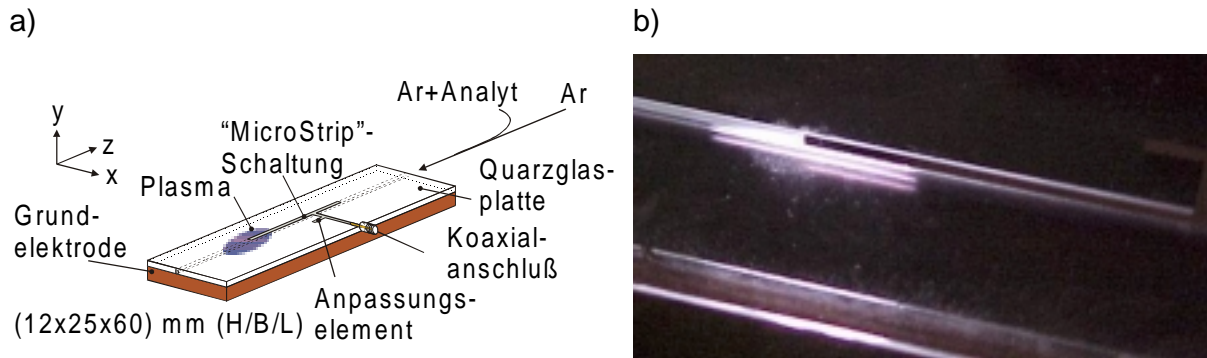 a)
b)
Ar+Analyt
Ar
y
z
x
“MicroStrip”-
Schaltung
Plasma
Quarzglas-
platte
Grund-
elektrode
Koaxial-
anschluß
Anpassungs-
element
(12x25x60) mm (H/B/L)